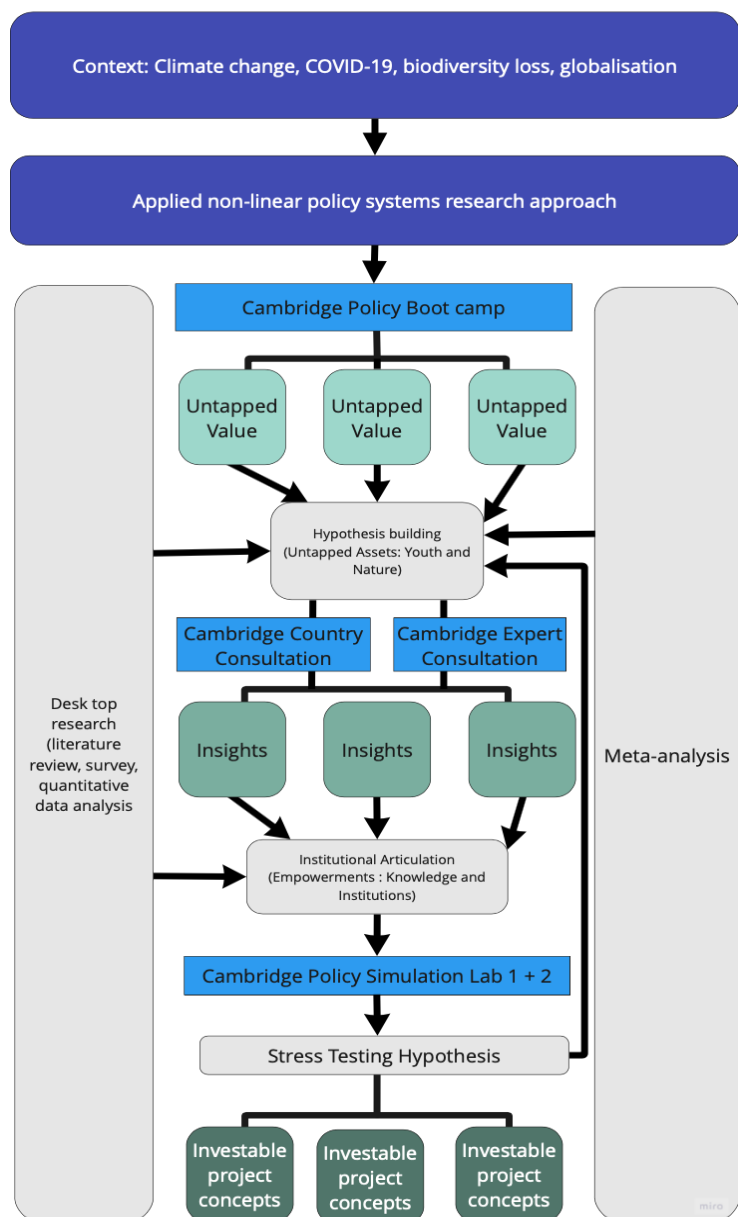 Context: Climate change, COVID-19, biodiversity loss, globalisation
Applied non-linear policy systems research approach
Cambridge Policy Boot camp
Untapped
Value
Untapped
Value
Untapped
Value
Hypothesis building
(Untapped Assets: Youth and
Nature)
Cambridge Country
Consultation
Cambridge Expert
Consultation
Desk top
research
(literature
review, survey,
quantitative
data analysis
Insights
Insights
Insights
Meta-analysis
Institutional Articulation
(Empowerments : Knowledge and
Institutions)
Cambridge Policy Simulation Lab 1 + 2
Stress Testing Hypothesis
Investable
project
concepts
Investable
project
concepts
Investable
project
concepts
miro